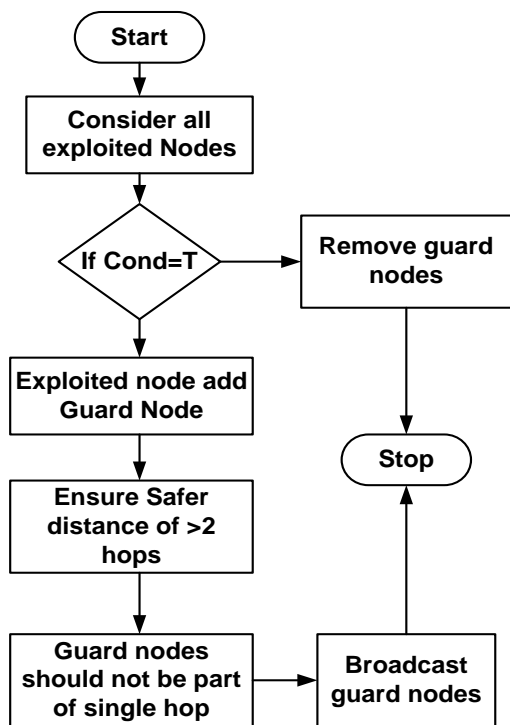 Start
Consider all
exploited Nodes
If Cond=T
Remove guard
nodes
Exploited node add
Guard Node
Stop
Ensure Safer
distance of >2
hops
Guard nodes
should not be part
of single hop
Broadcast
guard nodes